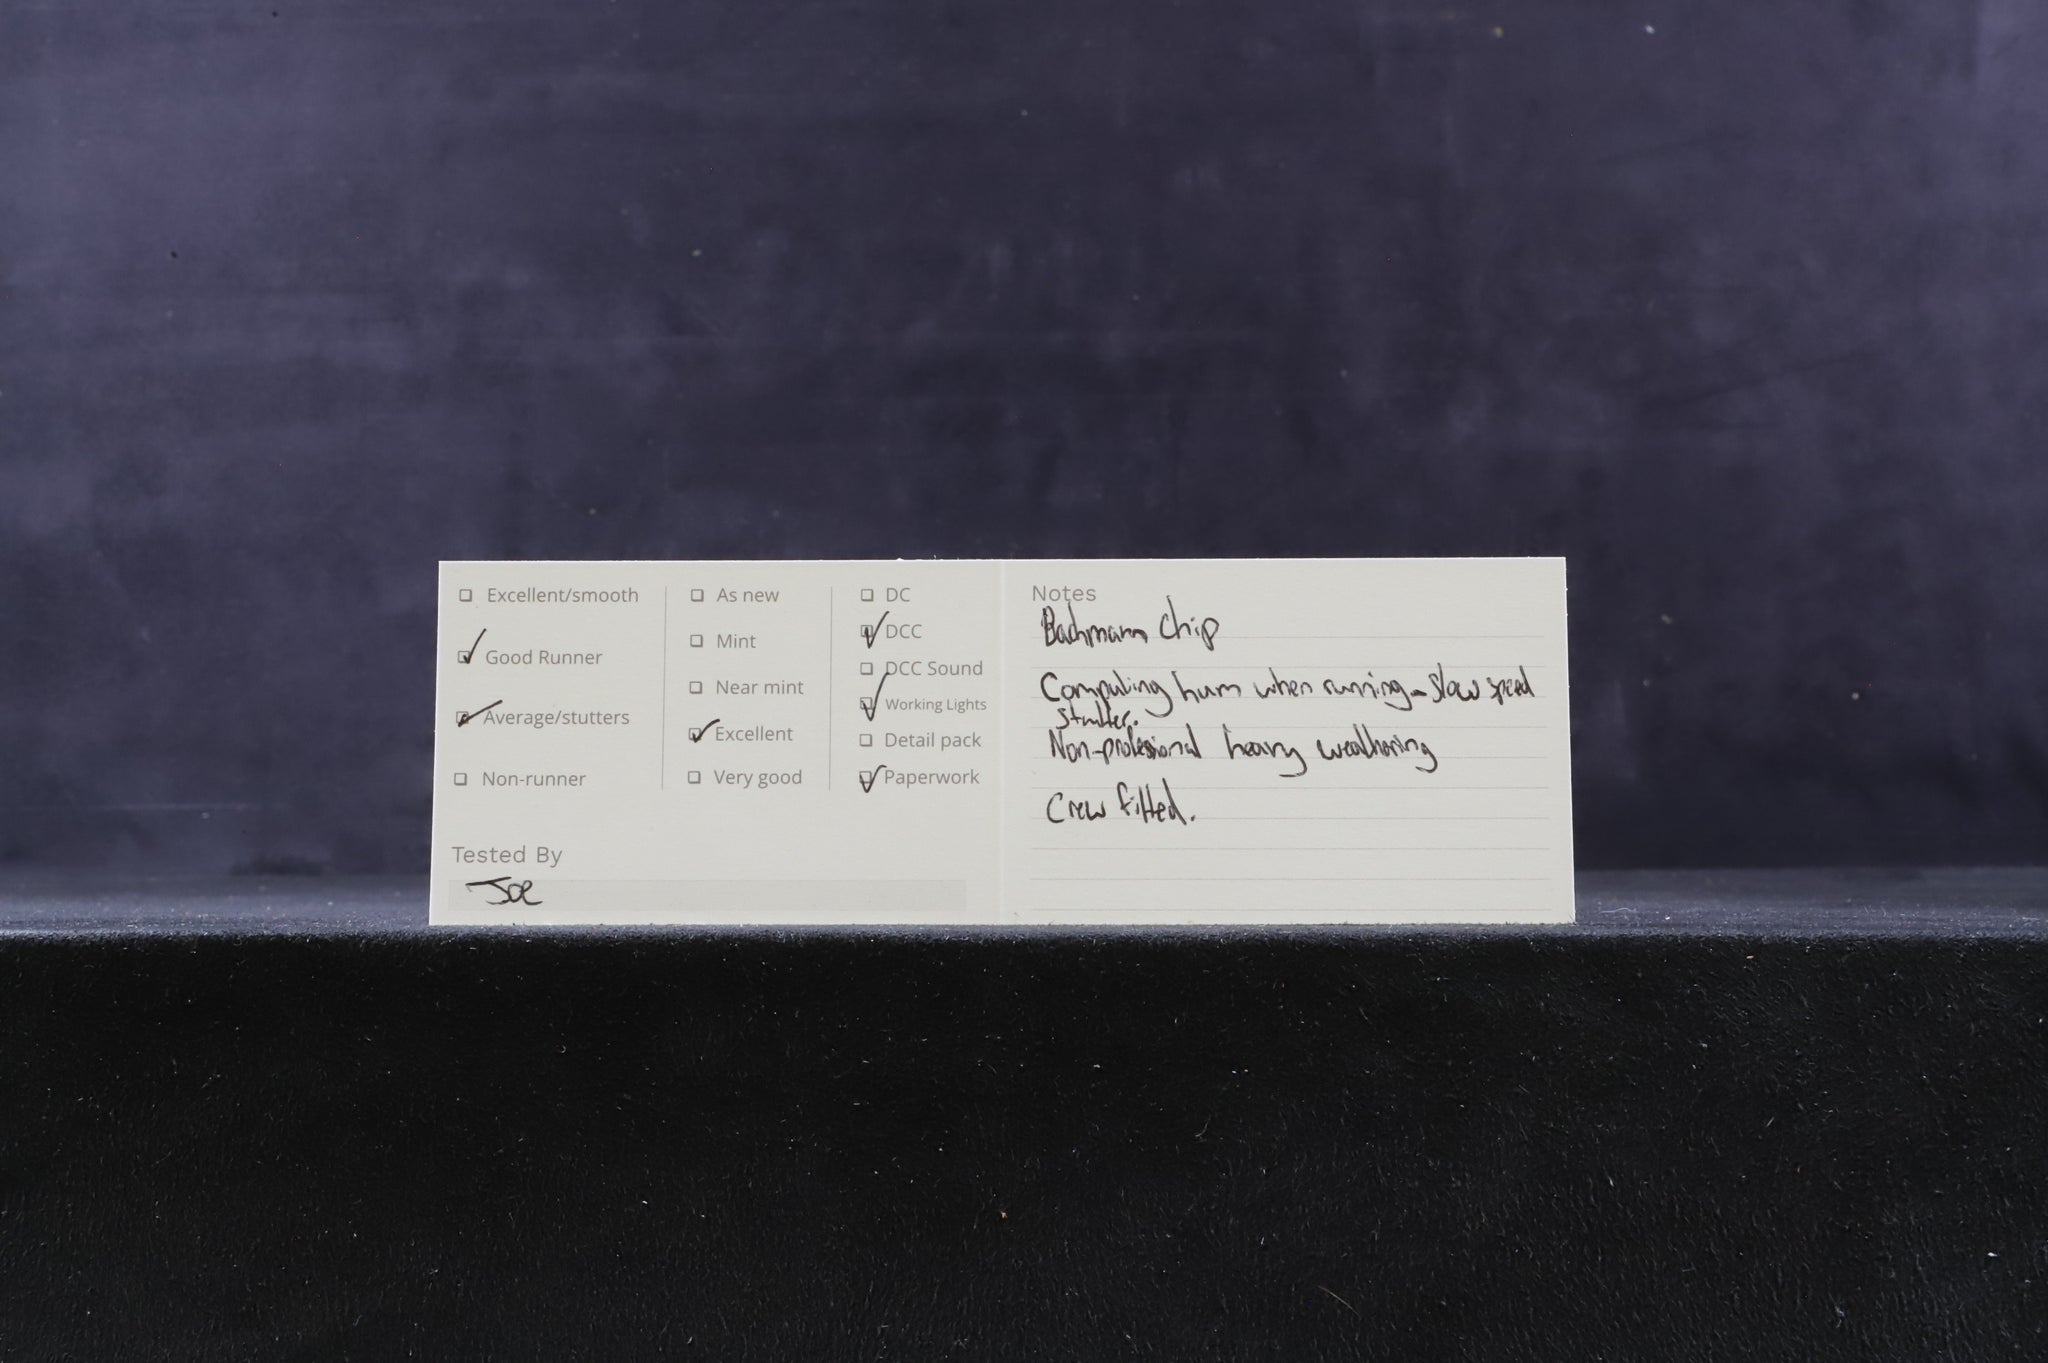 Excellent/smooth
Good Runner
Average/stutters
Non-runner
As new
Mint
Near mint
Excellent
Very good
DC
DCC
DCC Sound
Working Lights
Detail pack
Paperwork
Tested By
Joe
Notes
Bachmann Chip
Computing hum when running - slow speed
stutter.
Non-professional heavy weathering
Crew fitted.